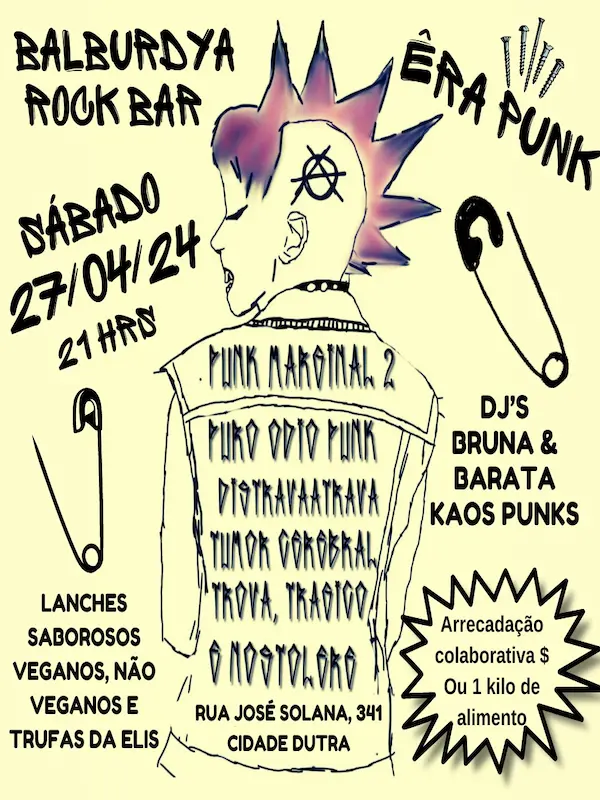 BALBURDYA
ROCK BAR
ÊRA PUNK
SÁBADO
27/04/24
21 HRS
PUNK MARGINAL 2
PURO ODIO PUNK
DISTRAVAATRAVA
TUMOR CEREBRAL
TROVA, TRAGICO
E NOSTOLERE
DJ'S
BRUNA &
BARATA
KAOS PUNKS
LANCHES
SABOROSOS
VEGANOS, NÃO
VEGANOS E
TRUFAS DA ELIS
RUA JOSÉ SOLANA, 341
CIDADE DUTRA
Arrecadação
colaborativa $
Ou 1 kilo de
alimento